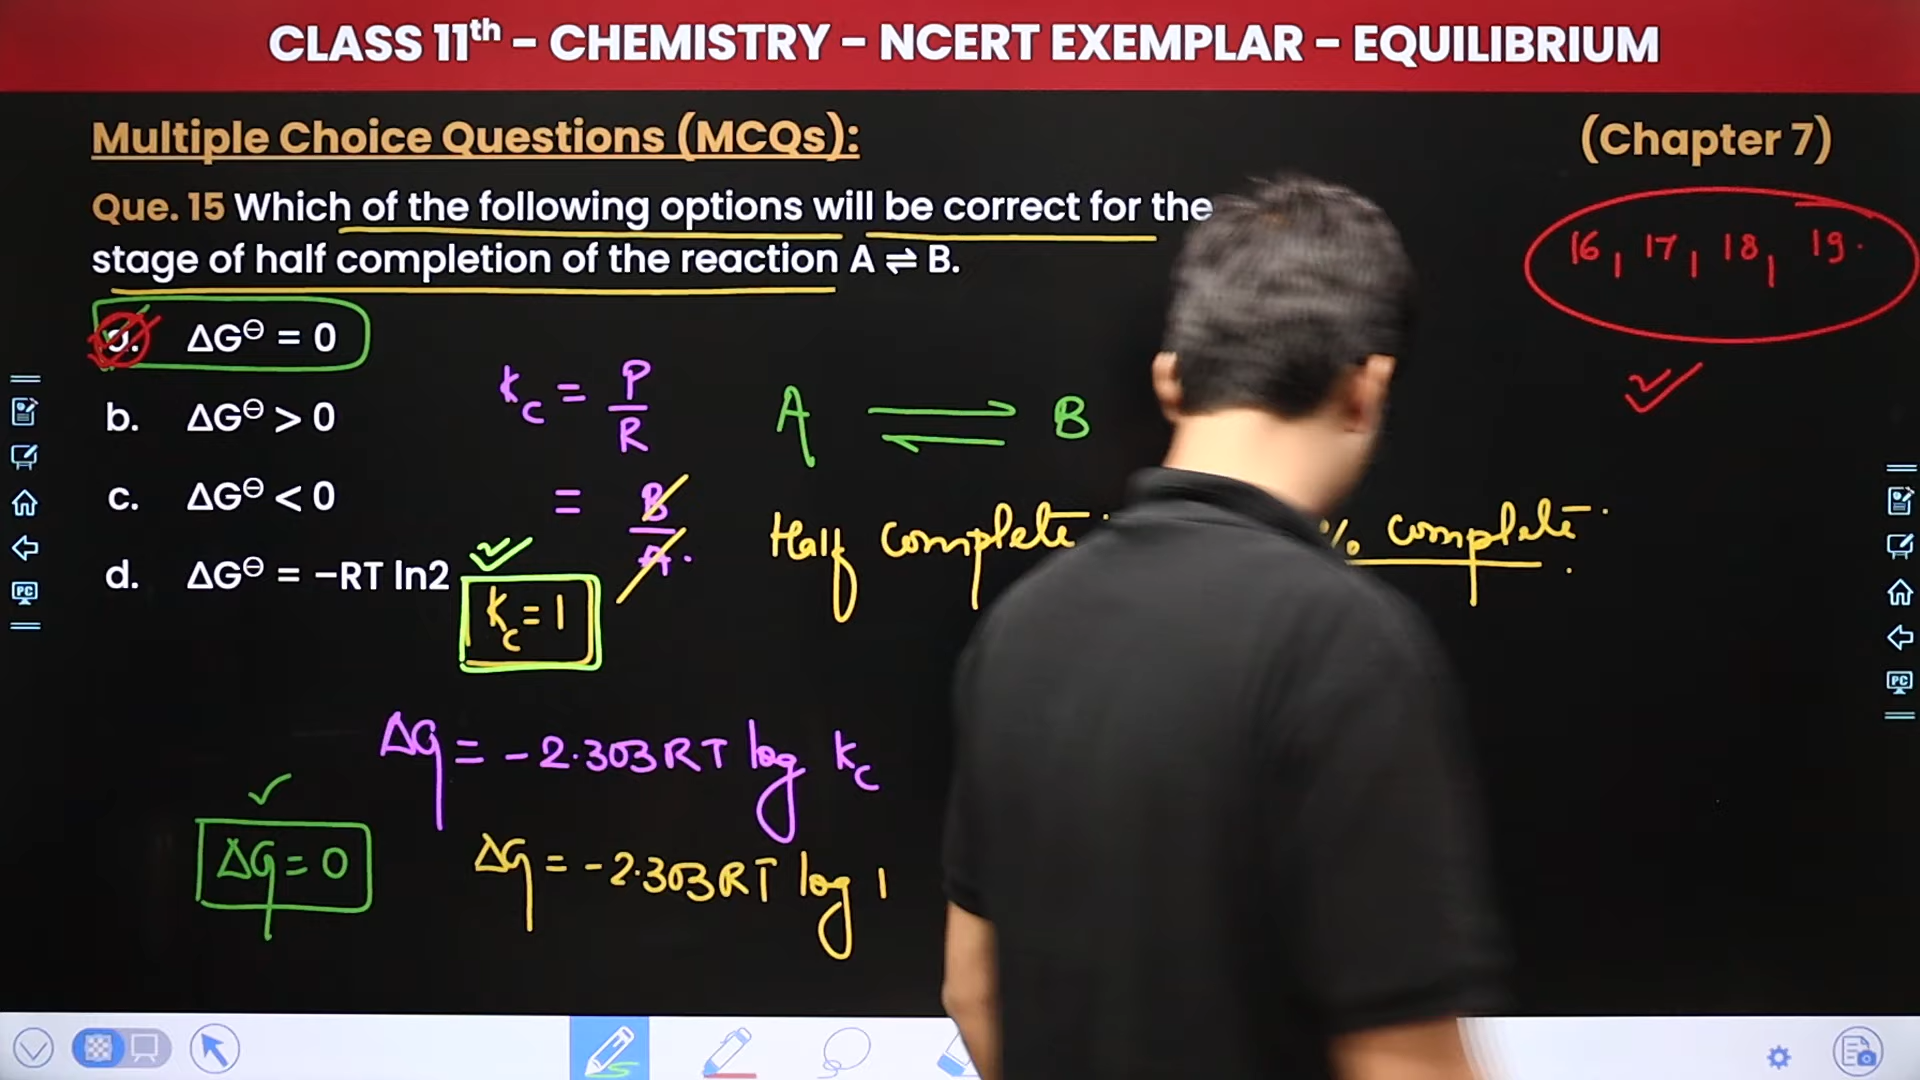 CLASS 11th - CHEMISTRY - NCERT EXEMPLAR - EQUILIBRIUM
Multiple Choice Questions (MCQs):
(Chapter 7)
Que. 15 Which of the following options will be correct for the
stage of half completion of the reaction A ⇌ B.
16, 17, 18, 19.
a. ΔG⊖ = 0
b. ΔG⊖ > 0
c. ΔG⊖ < 0
d. ΔG⊖ = –RT ln2
Kc = P/R
= B/A.
Kc = 1
A ⇌ B
Half complete
% complete
ΔG = -2.303RT log Kc
ΔG = -2.303RT log 1
ΔG = 0
PC
PC